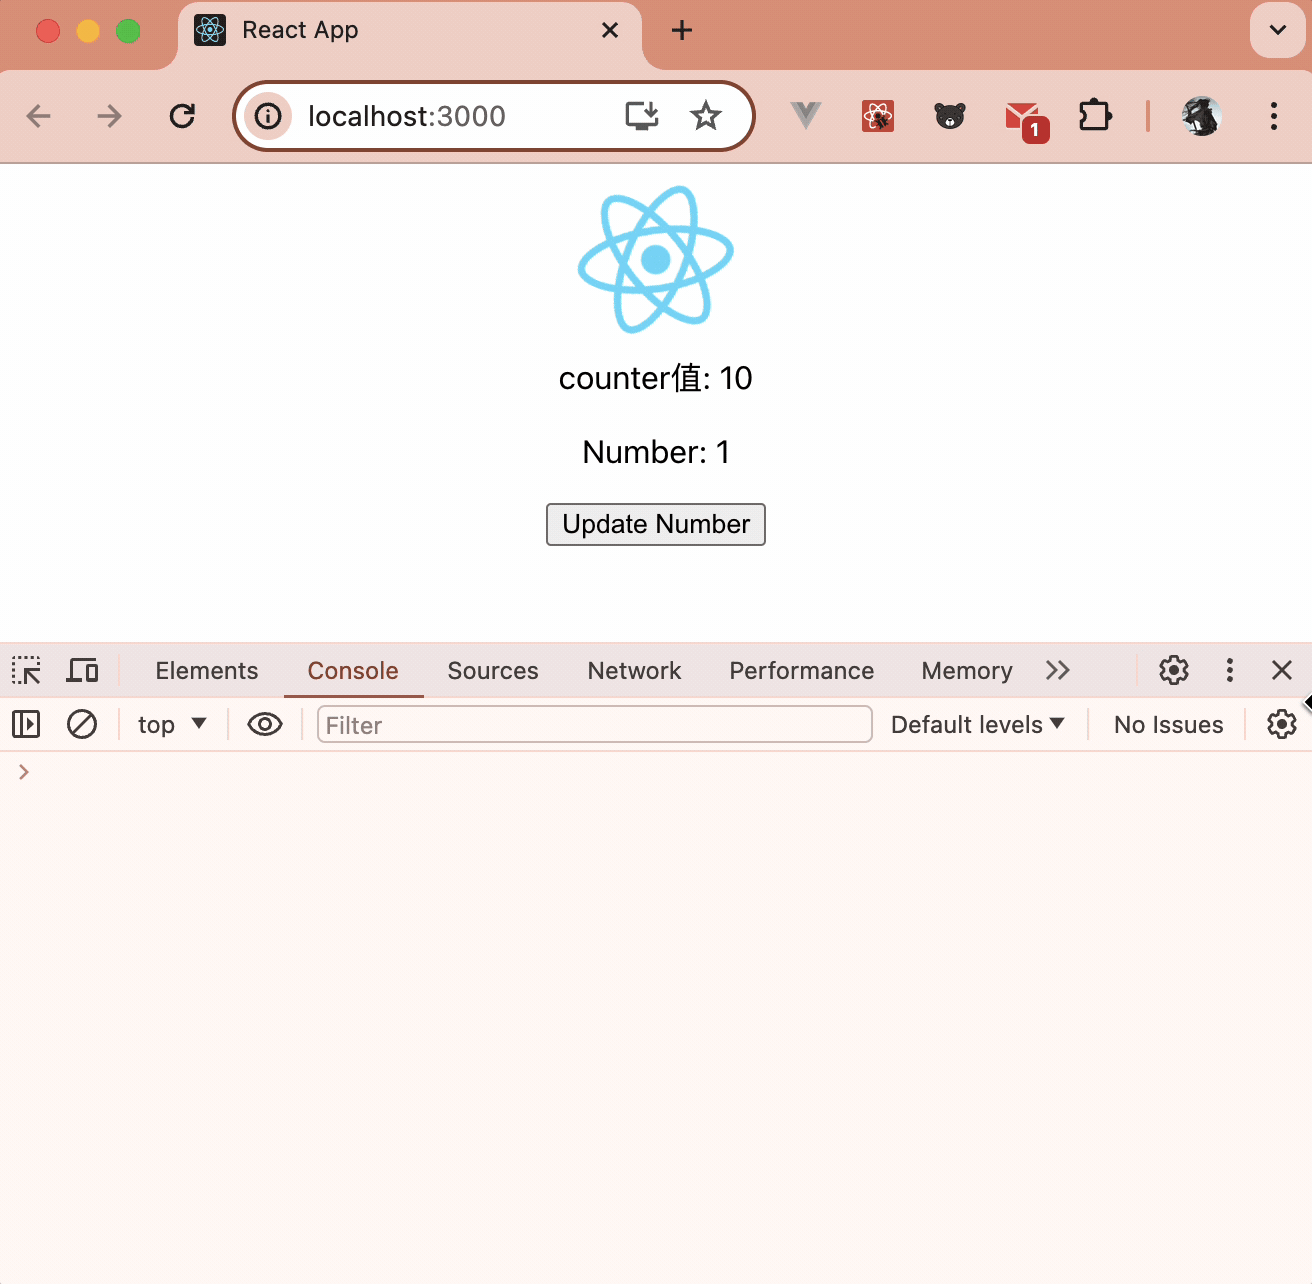 React App
localhost:3000
1
counter值: 10
Number: 1
Update Number
Elements Console Sources Network Performance Memory
top Filter Default levels No Issues